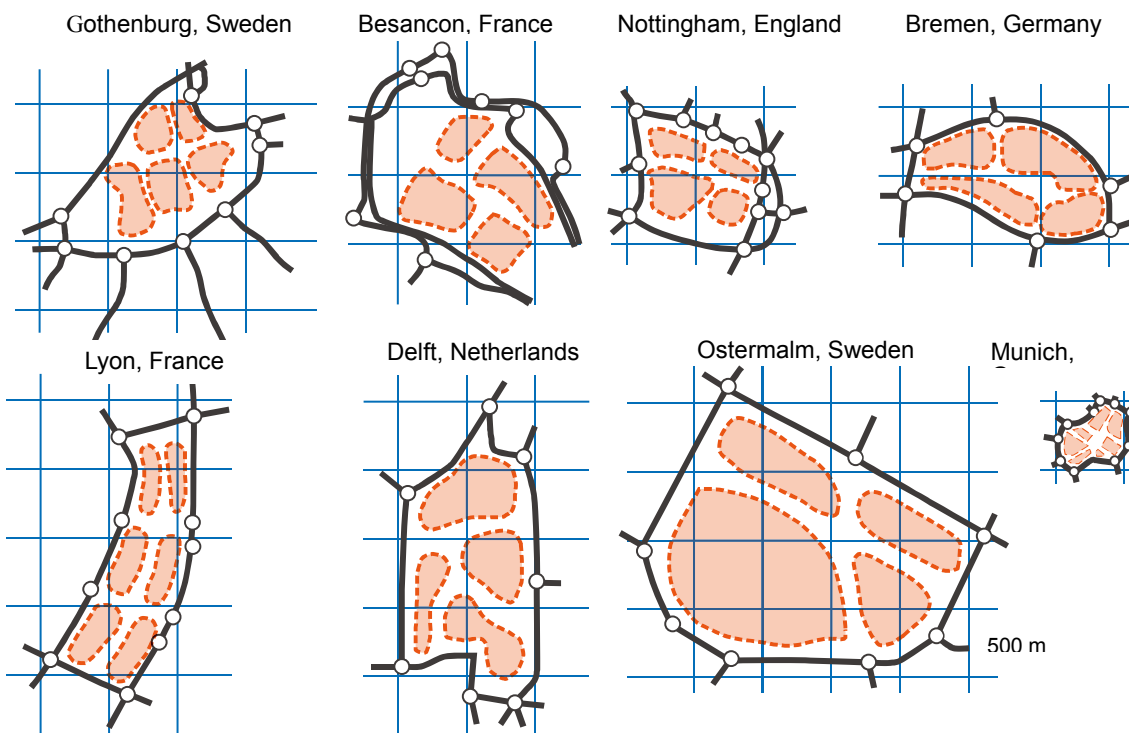 Gothenburg, Sweden
Besancon, France
Nottingham, England
Bremen, Germany
Lyon, France
Delft, Netherlands
Ostermalm, Sweden
Munich,
500 m